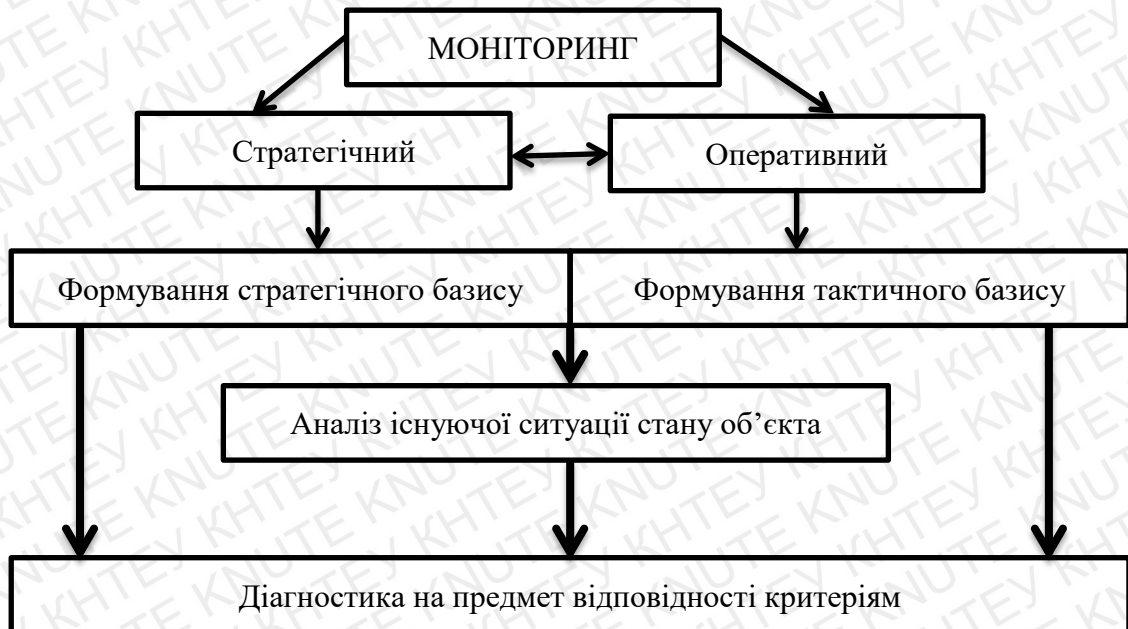 МОНІТОРИНГ
Стратегічний
Оперативний
Формування стратегічного базису
Формування тактичного базису
Аналіз існуючої ситуації стану об’єкта
Діагностика на предмет відповідності критеріям